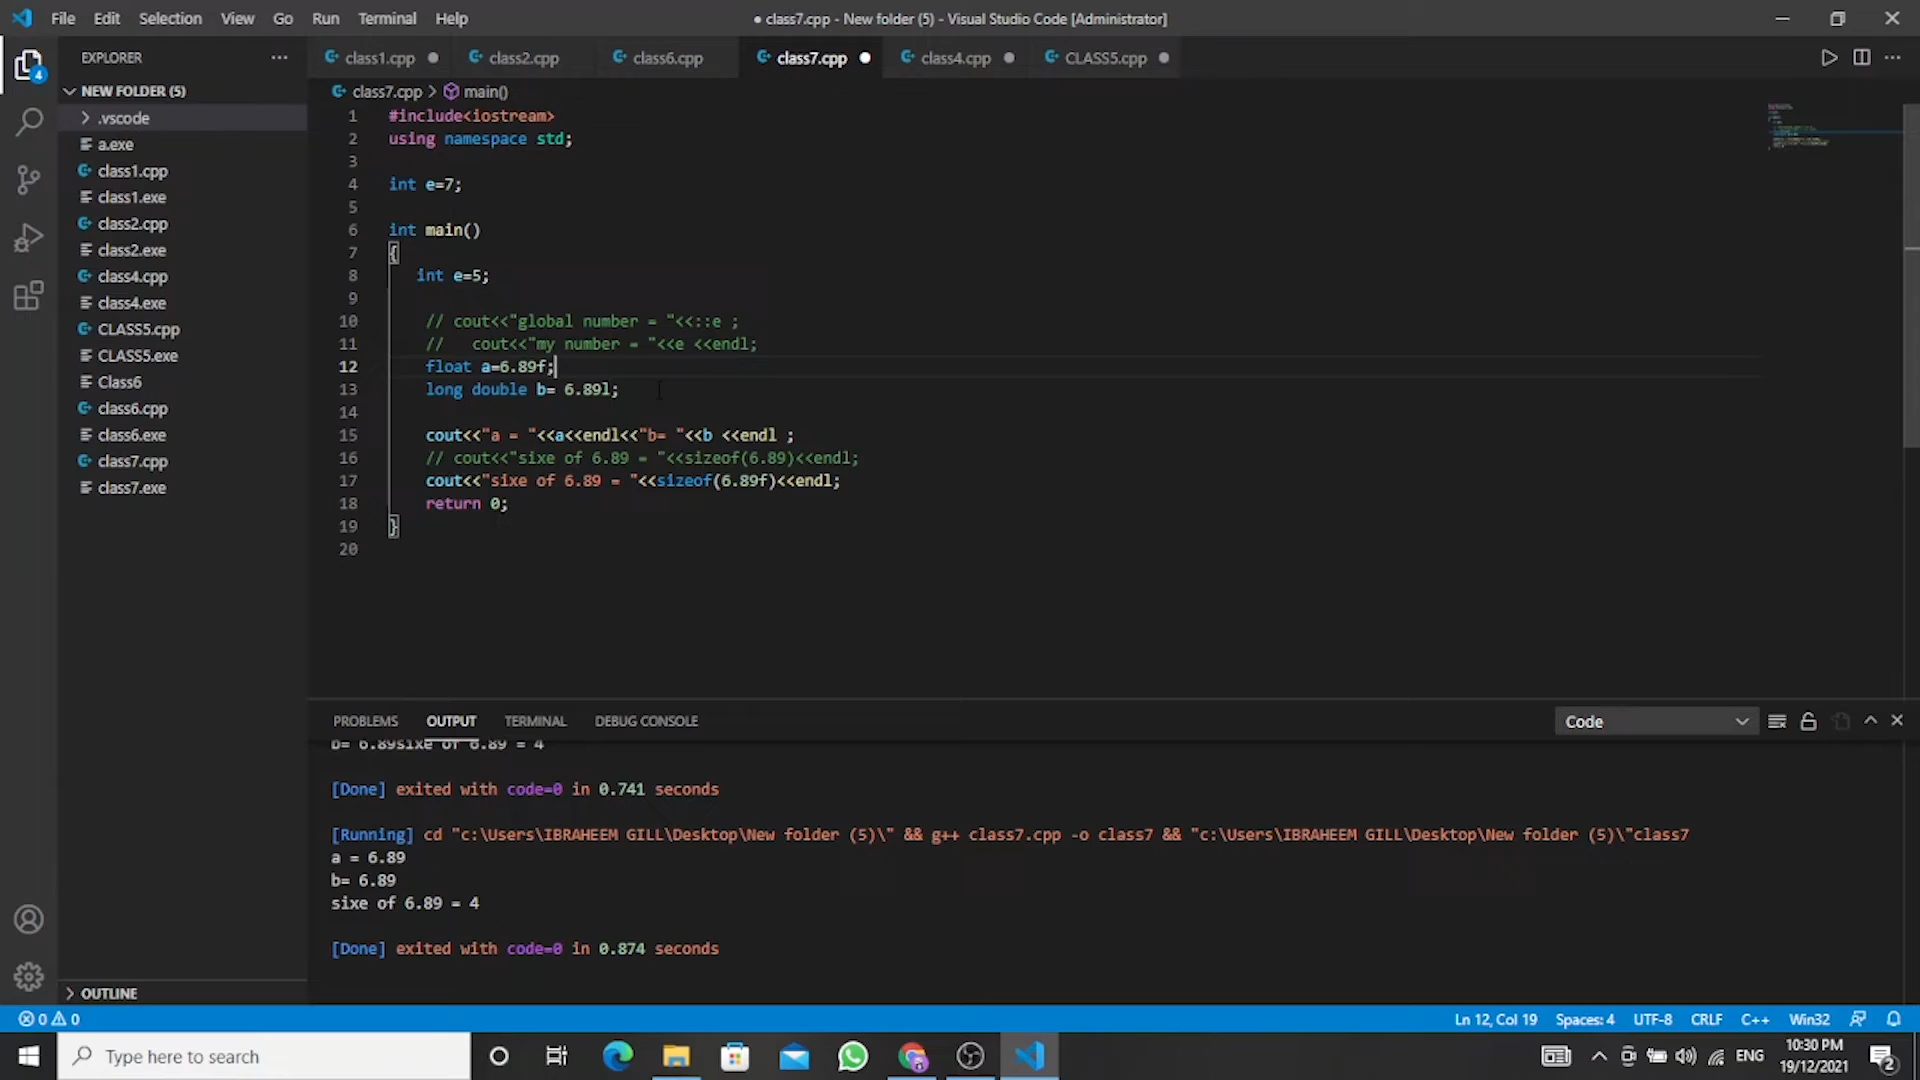 File Edit Selection View Go Run Terminal Help
● class7.cpp - New folder (5) - Visual Studio Code [Administrator]
EXPLORER
class1.cpp class2.cpp class6.cpp class7.cpp class4.cpp CLASS5.cpp
4
NEW FOLDER (5)
.vscode
a.exe
class1.cpp
class1.exe
class2.cpp
class2.exe
class4.cpp
class4.exe
CLASS5.cpp
CLASS5.exe
Class6
class6.cpp
class6.exe
class7.cpp
class7.exe
OUTLINE
class7.cpp > main()
1 #include<iostream>
2 using namespace std;
3
4 int e=7;
5
6 int main()
7 {
8 int e=5;
9
10 // cout<<"global number = "<<::e ;
11 //   cout<<"my number = "<<e <<endl;
12 float a=6.89f;
13 long double b= 6.89l;
14
15 cout<<"a = "<<a<<endl<<"b= "<<b <<endl ;
16 // cout<<"sixe of 6.89 = "<<sizeof(6.89)<<endl;
17 cout<<"sixe of 6.89 = "<<sizeof(6.89f)<<endl;
18 return 0;
19 }
20
PROBLEMS OUTPUT TERMINAL DEBUG CONSOLE
Code
b= 6.89sixe of 6.89 = 4
[Done] exited with code=0 in 0.741 seconds
[Running] cd "c:\Users\IBRAHEEM GILL\Desktop\New folder (5)\" && g++ class7.cpp -o class7 && "c:\Users\IBRAHEEM GILL\Desktop\New folder (5)\"class7
a = 6.89
b= 6.89
sixe of 6.89 = 4
[Done] exited with code=0 in 0.874 seconds
0 0
Ln 12, Col 19 Spaces: 4 UTF-8 CRLF C++ Win32
Type here to search
ENG
10:30 PM
19/12/2021
2